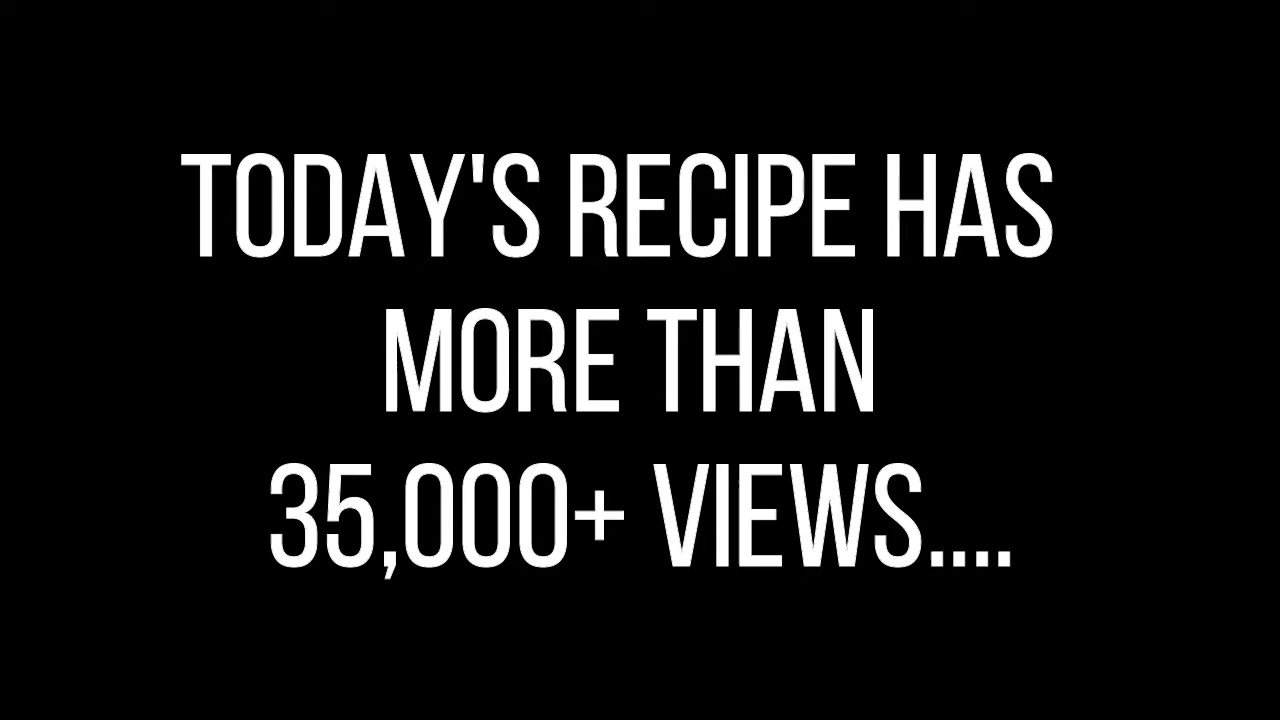 TODAY'S RECIPE HAS
MORE THAN
35,000+ VIEWS....